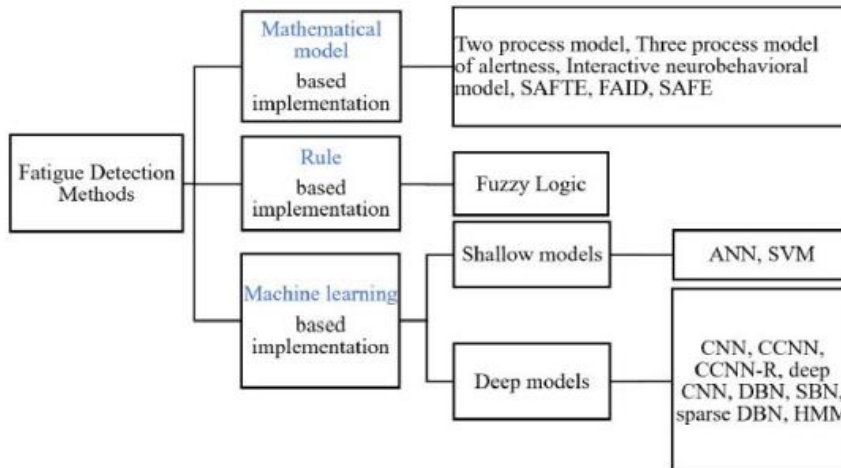 Mathematical
model
based
implementation
Two process model, Three process model
of alertness, Interactive neurobehavioral
model, SAFTE, FAID, SAFE
Fatigue Detection
Methods
Rule
based
implementation
Fuzzy Logic
Machine learning
based
implementation
Shallow models
ANN, SVM
Deep models
CNN, CCNN,
CCNN-R, deep
CNN, DBN, SBN,
sparse DBN, HMM